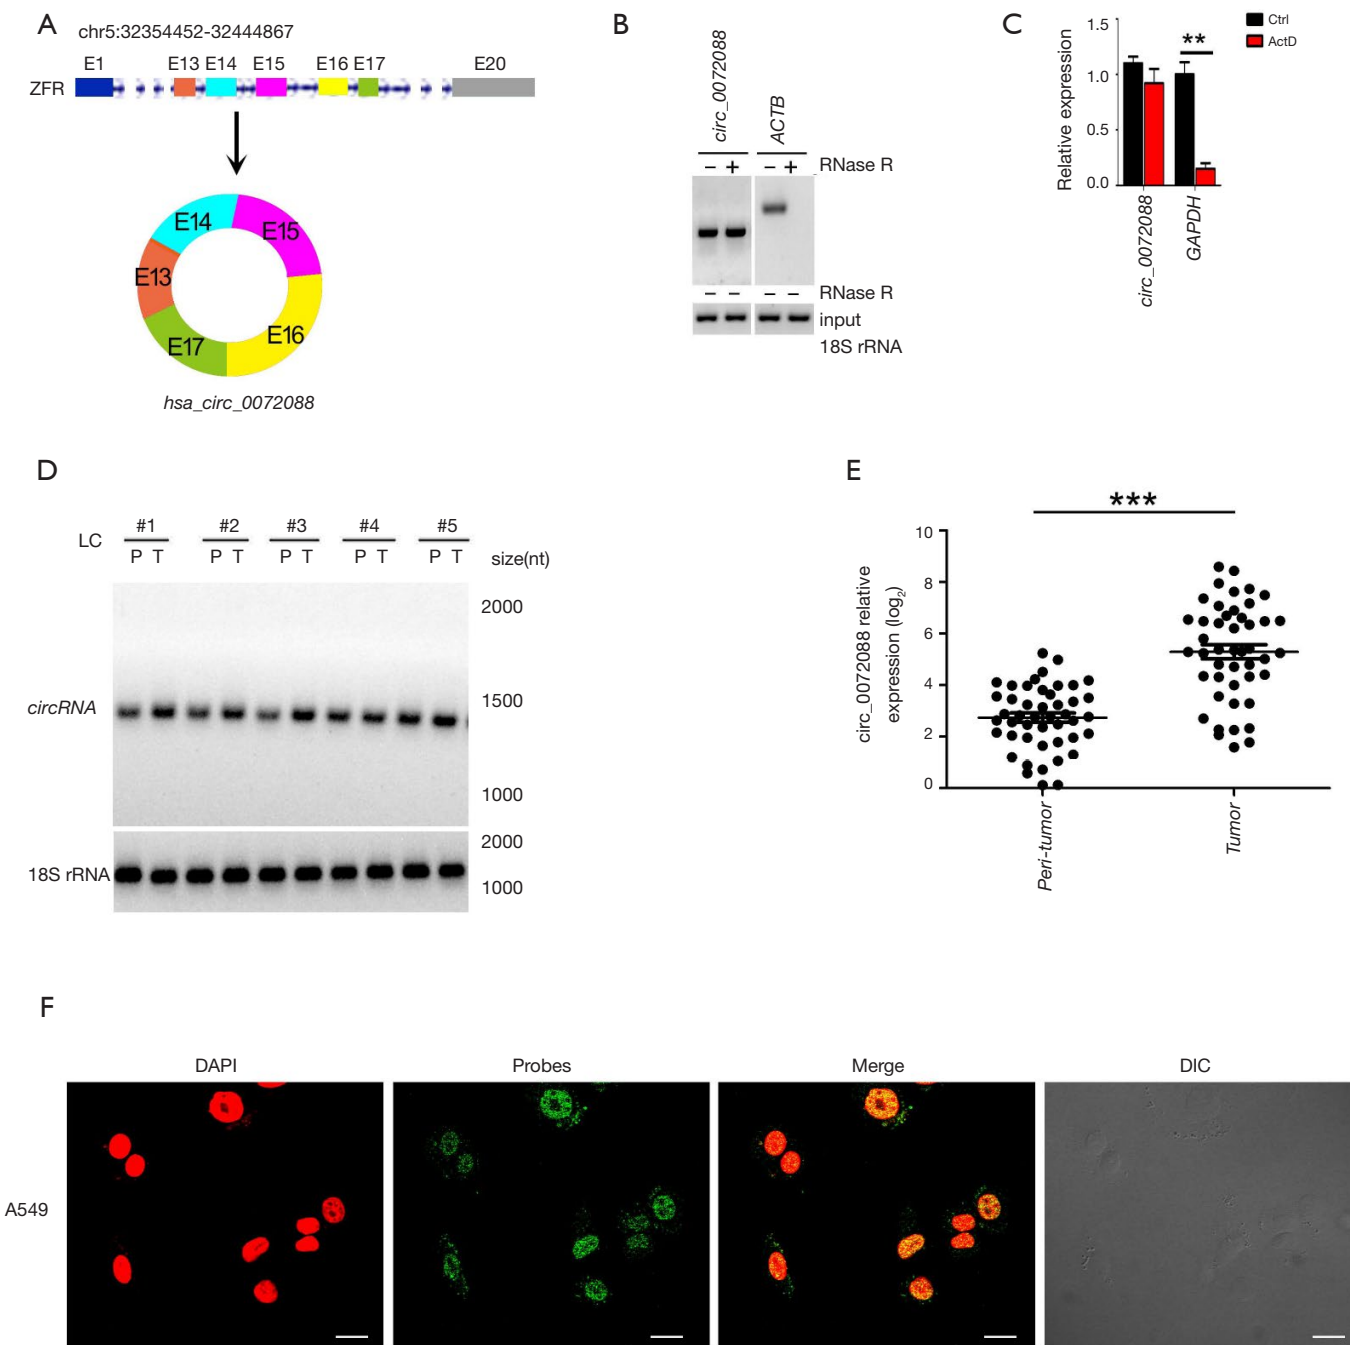 A
chr5:32354452-32444867
E1 E13 E14 E15 E16 E17 E20
ZFR
E14
E15
E13
E16
E17
hsa_circ_0072088
B
circ_0072088
ACTB
– + – + RNase R
– – – – RNase R
input
18S rRNA
C
Ctrl
ActD
Relative expression
1.5
1.0
0.5
0.0
**
circ_0072088
GAPDH
D
LC #1 #2 #3 #4 #5
P T P T P T P T P T size(nt)
2000
circRNA
1500
1000
2000
18S rRNA
1000
E
***
circ_0072088 relative
expression (log2)
10
8
6
4
2
0
Peri-tumor
Tumor
F
DAPI Probes Merge DIC
A549